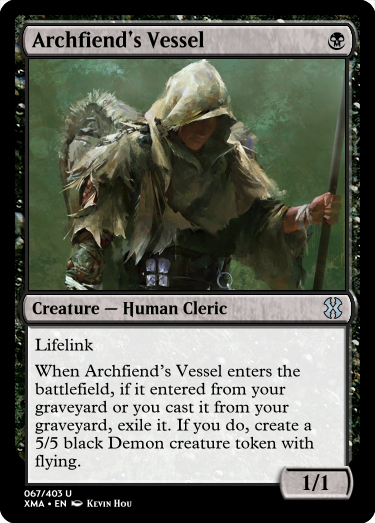 Archfiend's Vessel
Creature — Human Cleric
Lifelink
When Archfiend's Vessel enters the
battlefield, if it entered from your
graveyard or you cast it from your
graveyard, exile it. If you do, create a
5/5 black Demon creature token with
flying.
1/1
067/403 U
XMA • EN Kevin Hou